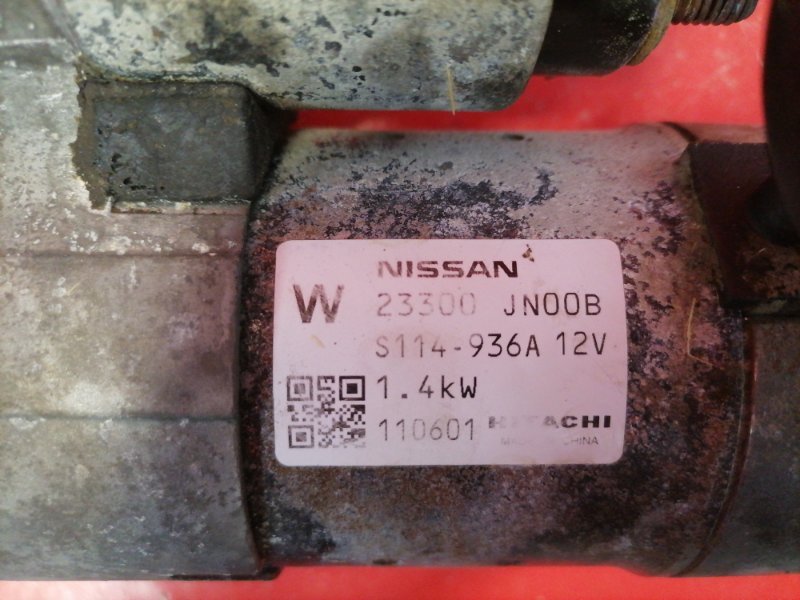 NISSAN
W 23300 JN00B
S114-936A 12V
1.4kW
110601 HITACHI
MADE IN CHINA